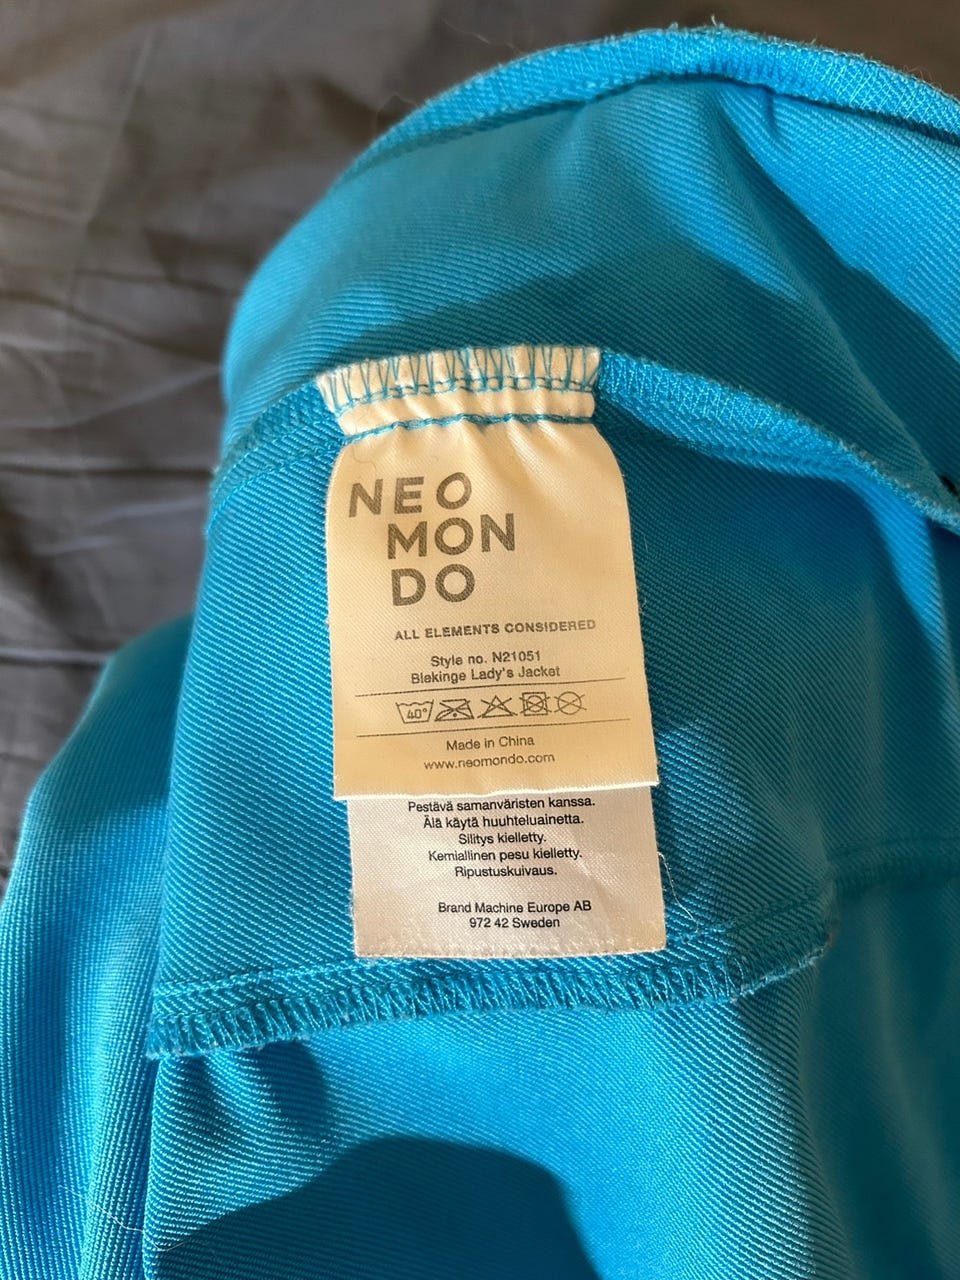 NEO
MON
DO
ALL ELEMENTS CONSIDERED
Style no. N21051
Blekinge Lady's Jacket
40°
Made in China
www.neomondo.com
Pestävä samanväristen kanssa.
Älä käytä huuhteluainetta.
Silitys kielletty.
Kemiallinen pesu kielletty.
Ripustuskuivaus.
Brand Machine Europe AB
972 42 Sweden